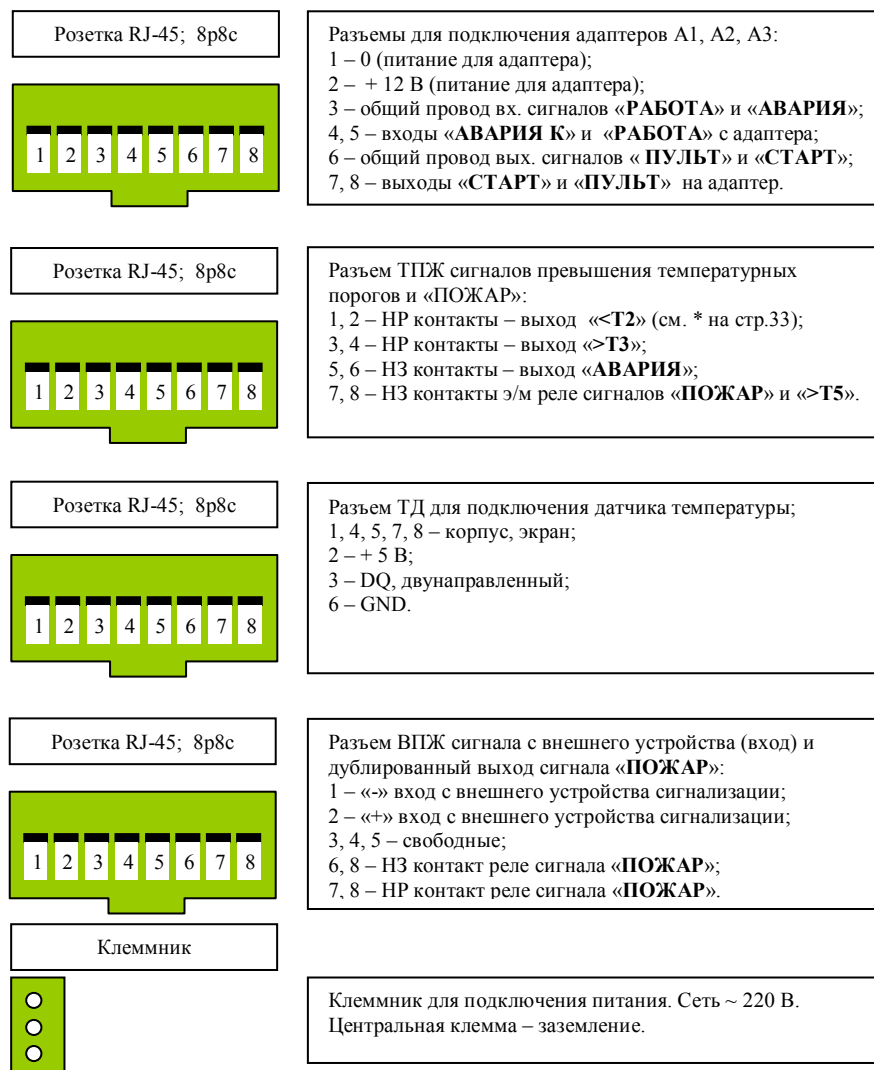 Розетка RJ-45; 8р8с
1 2 3 4 5 6 7 8
Разъемы для подключения адаптеров А1, А2, А3:
1 – 0 (питание для адаптера);
2 – + 12 В (питание для адаптера);
3 – общий провод вх. сигналов «РАБОТА» и «АВАРИЯ»;
4, 5 – входы «АВАРИЯ К» и «РАБОТА» с адаптера;
6 – общий провод вых. сигналов « ПУЛЬТ» и «СТАРТ»;
7, 8 – выходы «СТАРТ» и «ПУЛЬТ» на адаптер.
Розетка RJ-45; 8р8с
1 2 3 4 5 6 7 8
Разъем ТПЖ сигналов превышения температурных
порогов и «ПОЖАР»:
1, 2 – НР контакты – выход «<Т2» (см. * на стр.33);
3, 4 – НР контакты – выход «>Т3»;
5, 6 – НЗ контакты – выход «АВАРИЯ»;
7, 8 – НЗ контакты э/м реле сигналов «ПОЖАР» и «>Т5».
Розетка RJ-45; 8р8с
1 2 3 4 5 6 7 8
Разъем ТД для подключения датчика температуры;
1, 4, 5, 7, 8 – корпус, экран;
2 – + 5 В;
3 – DQ, двунаправленный;
6 – GND.
Розетка RJ-45; 8р8с
1 2 3 4 5 6 7 8
Разъем ВПЖ сигнала с внешнего устройства (вход) и
дублированный выход сигнала «ПОЖАР»:
1 – «-» вход с внешнего устройства сигнализации;
2 – «+» вход с внешнего устройства сигнализации;
3, 4, 5 – свободные;
6, 8 – НЗ контакт реле сигнала «ПОЖАР»;
7, 8 – НР контакт реле сигнала «ПОЖАР».
Клеммник
Клеммник для подключения питания. Сеть ~ 220 В.
Центральная клемма – заземление.